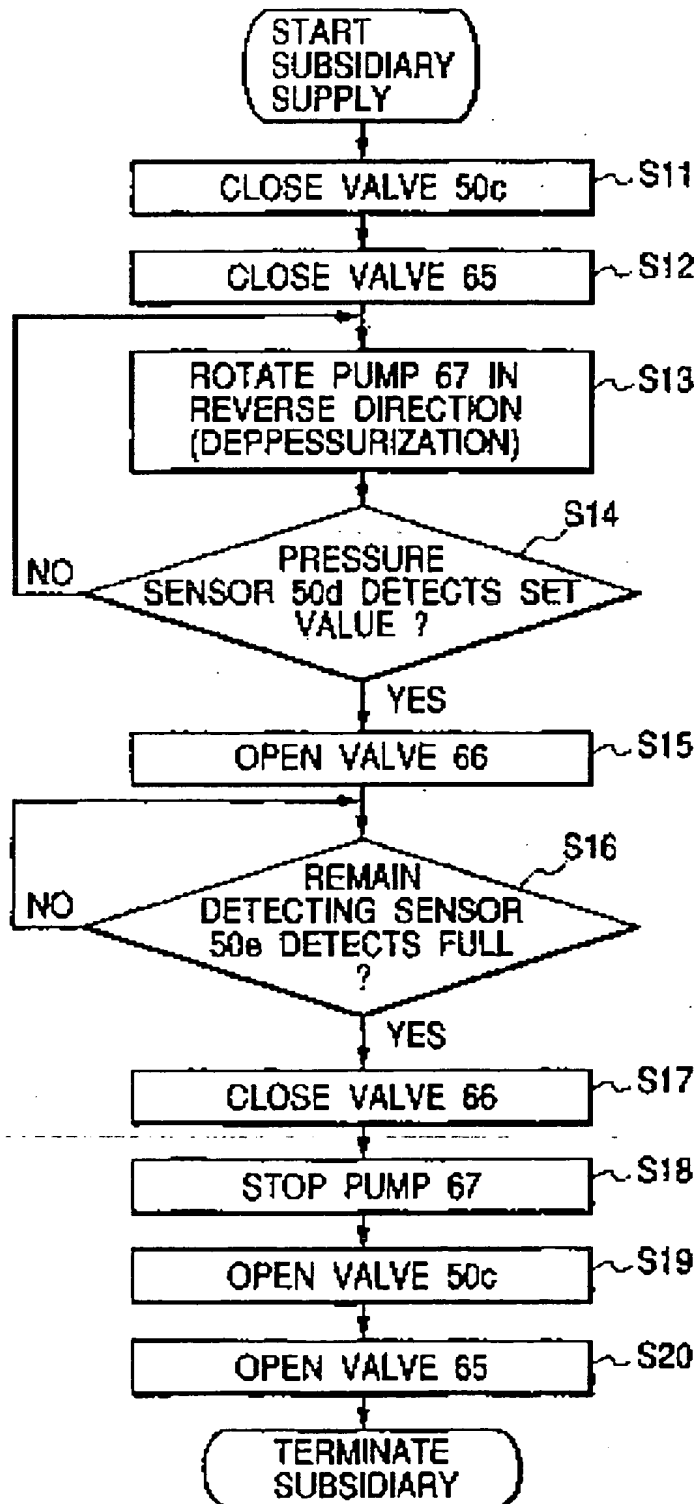 START
SUBSIDIARY
SUPPLY
CLOSE VALVE 50c
S11
CLOSE VALVE 65
S12
ROTATE PUMP 67 IN
REVERSE DIRECTION
(DEPPESSURIZATION)
S13
S14
PRESSURE
SENSOR 50d DETECTS SET
VALUE ?
NO
YES
OPEN VALVE 66
S15
S16
REMAIN
DETECTING SENSOR
50e DETECTS FULL
?
NO
YES
CLOSE VALVE 66
S17
STOP PUMP 67
S18
OPEN VALVE 50c
S19
OPEN VALVE 65
S20
TERMINATE
SUBSIDIARY